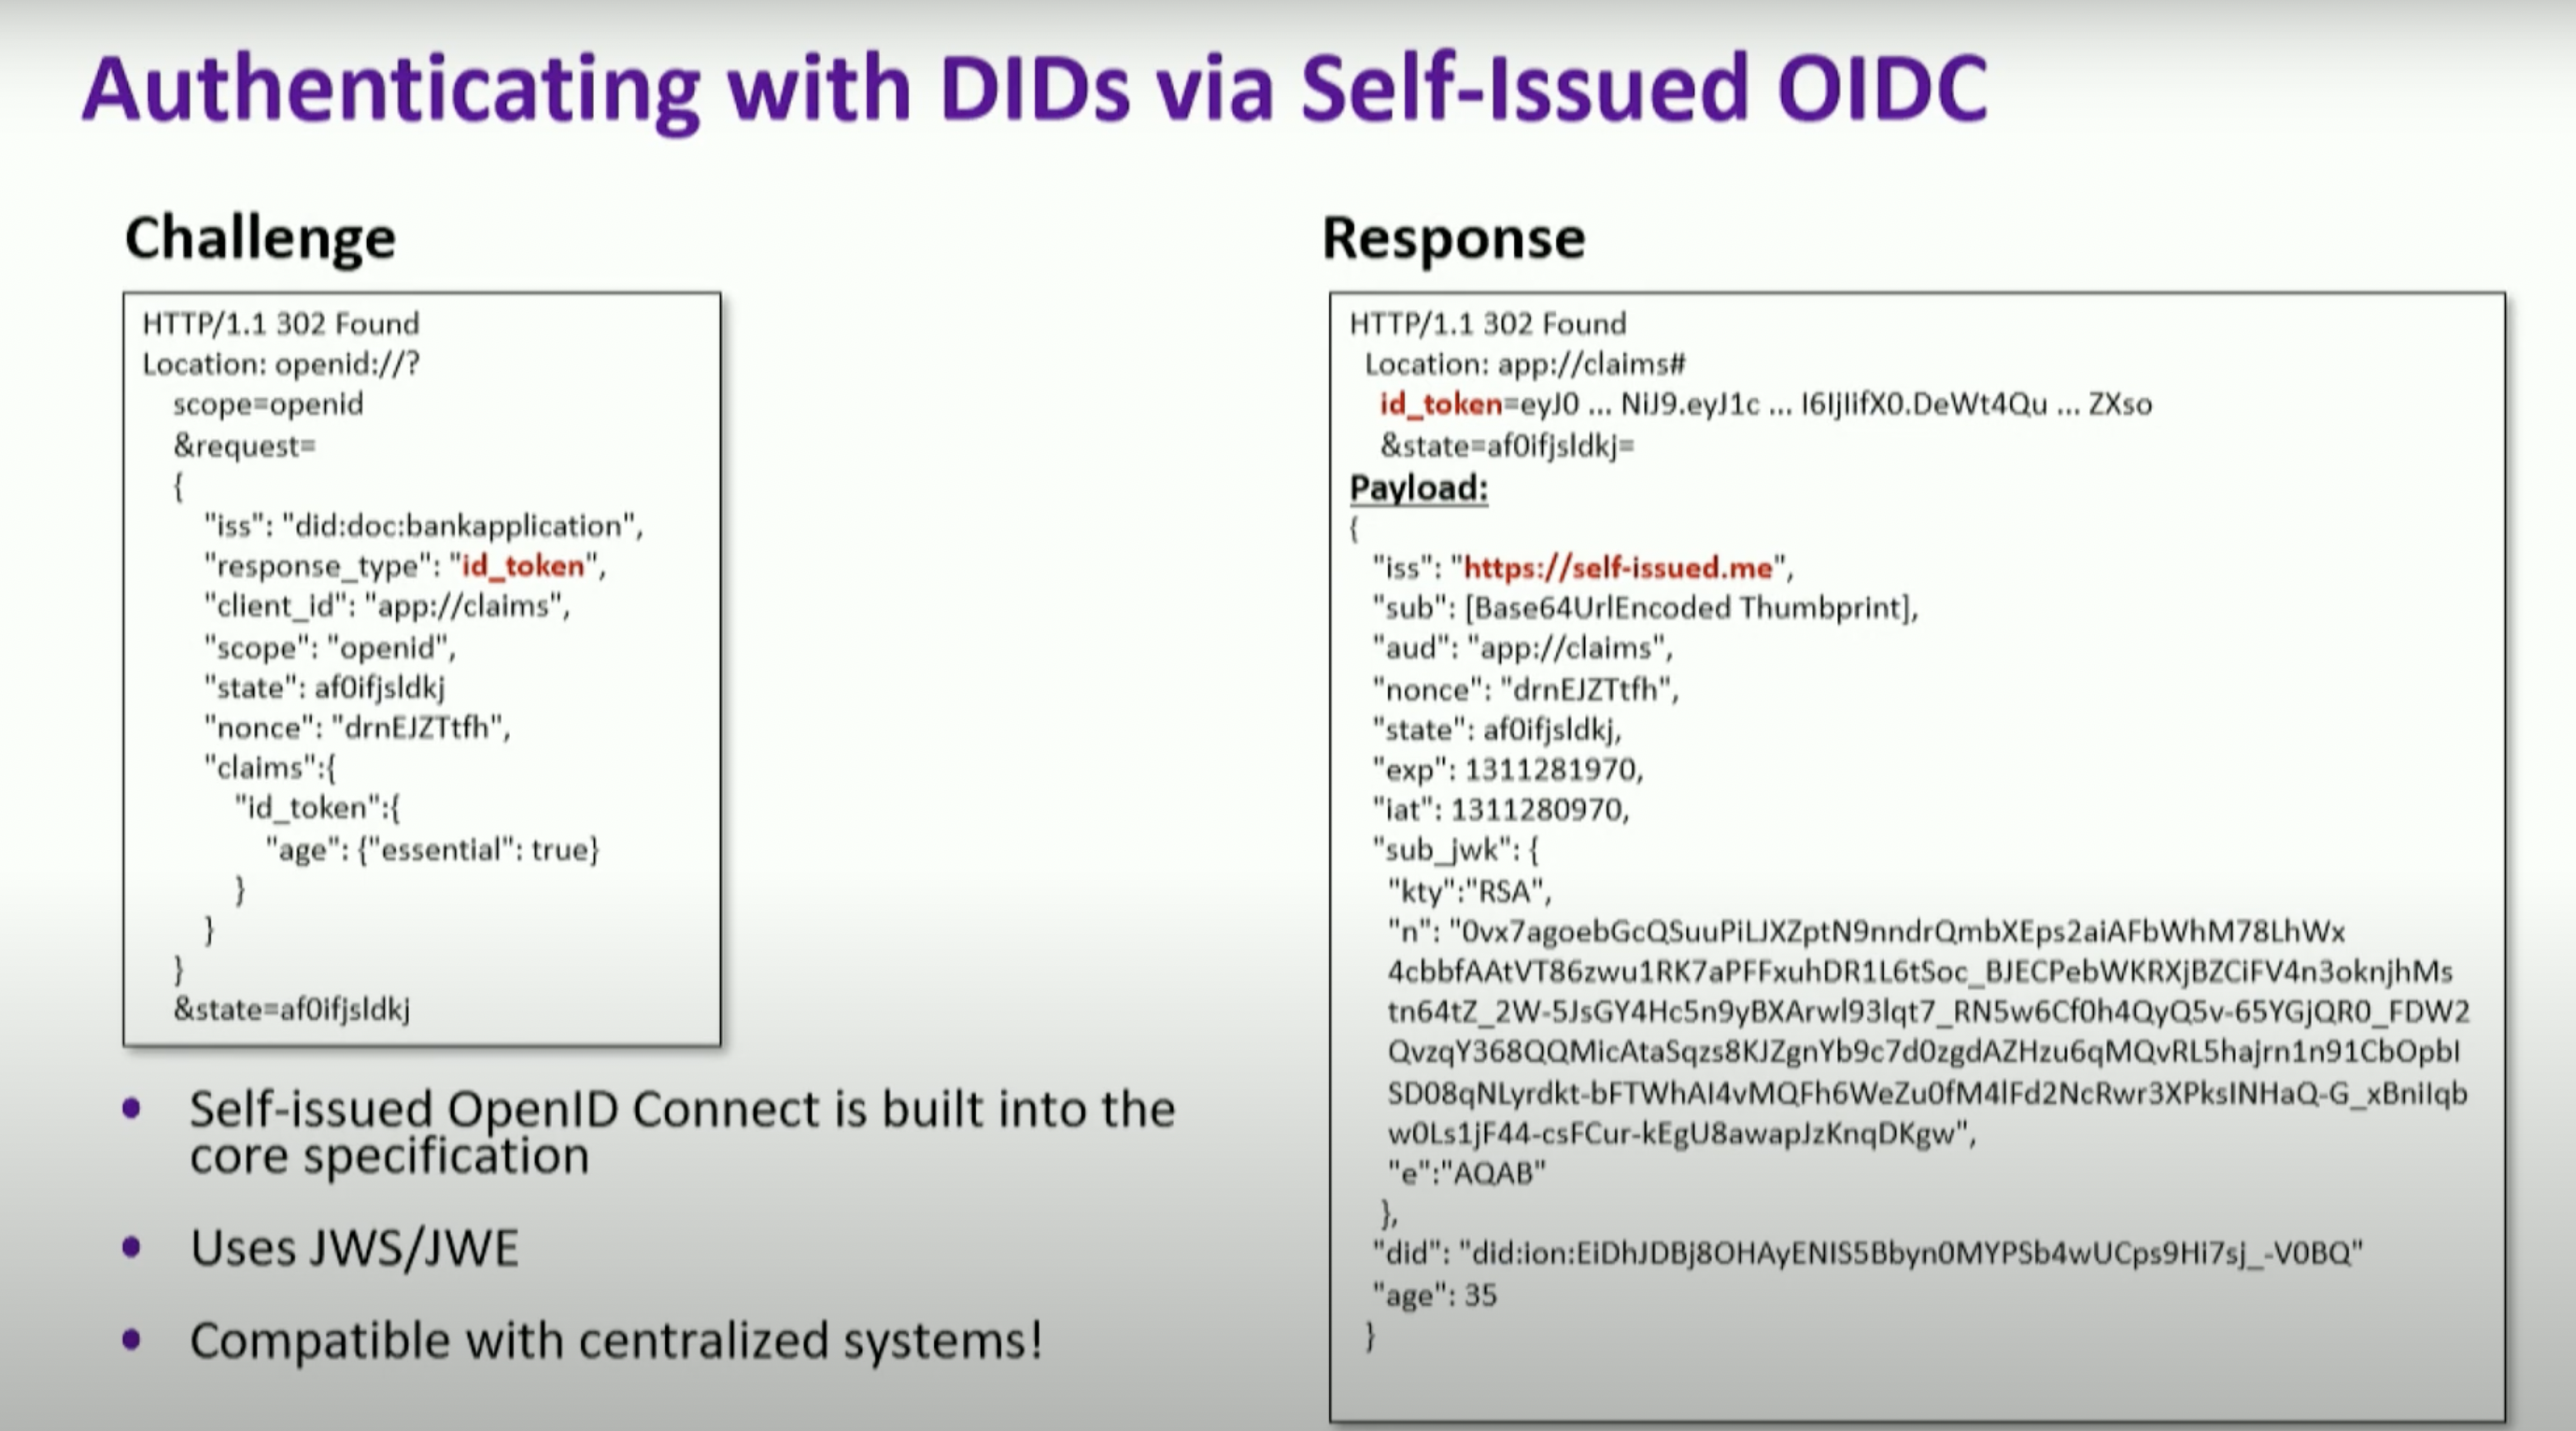 Authenticating with DIDs via Self-Issued OIDC
Challenge
HTTP/1.1 302 Found
Location: openid://?
scope=openid
&request=
{
"iss": "did:doc:bankapplication",
"response_type": "id_token",
"client_id": "app://claims",
"scope": "openid",
"state": af0ifjsldkj
"nonce": "drnEJZTtfh",
"claims":{
"id_token":{
"age": {"essential": true}
}
}
}
&state=af0ifjsldkj
Self-issued OpenID Connect is built into the
core specification
Uses JWS/JWE
Compatible with centralized systems!
Response
HTTP/1.1 302 Found
Location: app://claims#
id_token=eyJ0 ... NiJ9.eyJ1c ... I6IjIifX0.DeWt4Qu ... ZXso
&state=af0ifjsldkj=
Payload:
{
"iss": "https://self-issued.me",
"sub": [Base64UrlEncoded Thumbprint],
"aud": "app://claims",
"nonce": "drnEJZTtfh",
"state": af0ifjsldkj,
"exp": 1311281970,
"iat": 1311280970,
"sub_jwk": {
"kty":"RSA",
"n": "0vx7agoebGcQSuuPiLJXZptN9nndrQmbXEps2aiAFbWhM78LhWx
4cbbfAAtVT86zwu1RK7aPFFxuhDR1L6tSoc_BJECPebWKRXjBZCiFV4n3oknjhMs
tn64tZ_2W-5JsGY4Hc5n9yBXArwl93lqt7_RN5w6Cf0h4QyQ5v-65YGjQR0_FDW2
QvzqY368QQMicAtaSqzs8KJZgnYb9c7d0zgdAZHzu6qMQvRL5hajrn1n91CbOpbI
SD08qNLyrdkt-bFTWhAI4vMQFh6WeZu0fM4lFd2NcRwr3XPksINHaQ-G_xBniIqb
w0Ls1jF44-csFCur-kEgU8awapJzKnqDKgw",
"e":"AQAB"
},
"did": "did:ion:EiDhJDBj8OHAyENIS5Bbyn0MYPSb4wUCps9Hi7sj_-V0BQ"
"age": 35
}